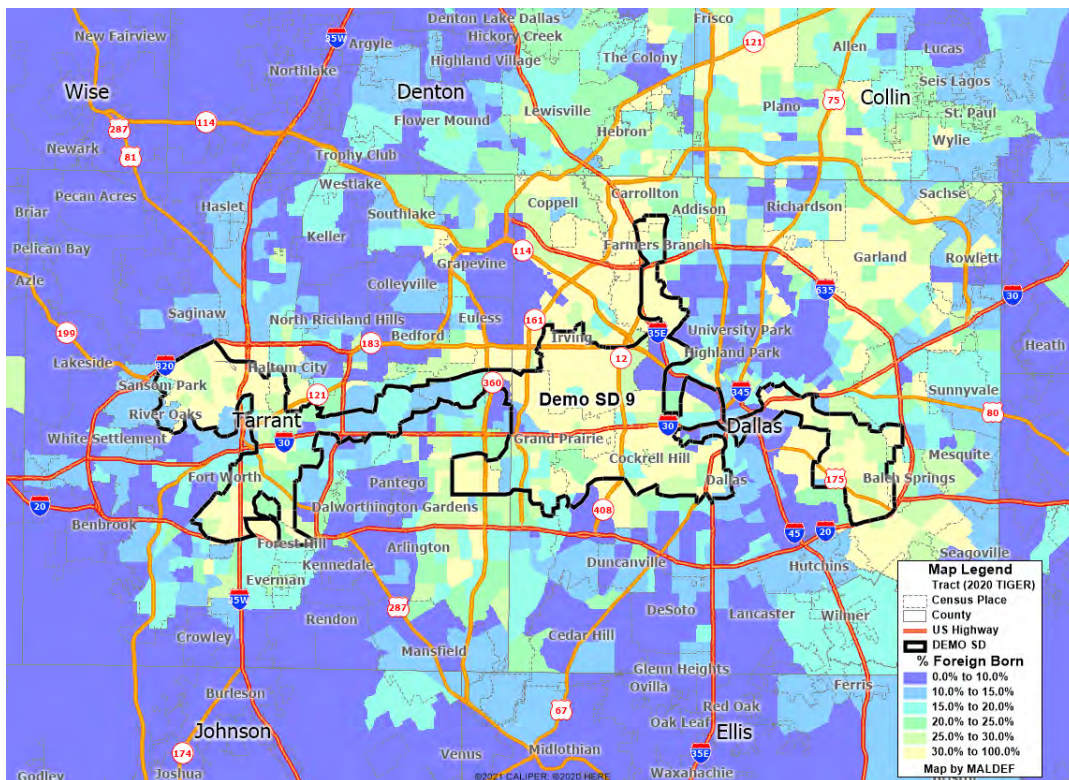 New Fairview
35W
Argyle
Denton Lake Dallas
Hickory Creek
Highland Village
Frisco
121
The Colony
Allen
Lucas
Northlake
Wise
Denton
Lewisville
Plano
75
Collin
Seis Lagos
St. Paul
Wylie
287
114
Flower Mound
Hebron
81
Newark
Trophy Club
Pecan Acres
Westlake
Carrollton
Sachse
Briar
Haslet
Southlake
Coppell
Addison
Richardson
Keller
Pelican Bay
114
Farmers Branch
Garland
Rowlett
Azle
Grapevine
Colleyville
635
30
Saginaw
North Richland Hills
Euless
161
35E
University Park
199
183
Bedford
Irving
Heath
Lakeside
820
Haltom City
12
Highland Park
Sansom Park
121
360
345
Sunnyvale
River Oaks
Demo SD 9
80
Tarrant
White Settlement
30
30
Dallas
Grand Prairie
Cockrell Hill
Mesquite
Fort Worth
Pantego
Dallas
175
Balch Springs
20
Dalworthington Gardens
408
Benbrook
45
20
Forest Hill
Arlington
Seagoville
Kennedale
Duncanville
Hutchins
Everman
35W
287
Rendon
DeSoto
Lancaster
Wilmer
Crowley
Cedar Hill
Mansfield
Glenn Heights
Ovilla
Ferris
Burleson
67
Red Oak
Oak Leaf
Johnson
Ellis
174
Venus
Midlothian
35E
Godley
Joshua
Waxahachie
©2021 CALIPER; ©2020 HERE
Map Legend
Tract (2020 TIGER)
Census Place
County
US Highway
DEMO SD
% Foreign Born
0.0% to 10.0%
10.0% to 15.0%
15.0% to 20.0%
20.0% to 25.0%
25.0% to 30.0%
30.0% to 100.0%
Map by MALDEF